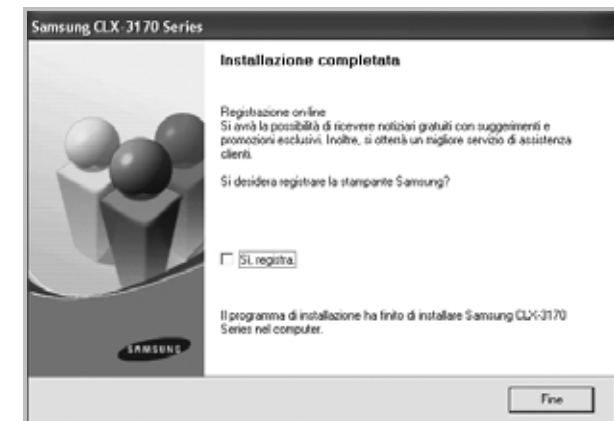 Samsung CLX-3170 Series
Installazione completata
Registrazione on-line
Si avrà la possibilità di ricevere notiziari gratuiti con suggerimenti e
promozioni esclusivi. Inoltre, si otterrà un migliore servizio di assistenza
clienti.
Si desidera registrare la stampante Samsung?
Sì, registra.
Il programma di installazione ha finito di installare Samsung CLX-3170
Series nel computer.
SAMSUNG
Fine